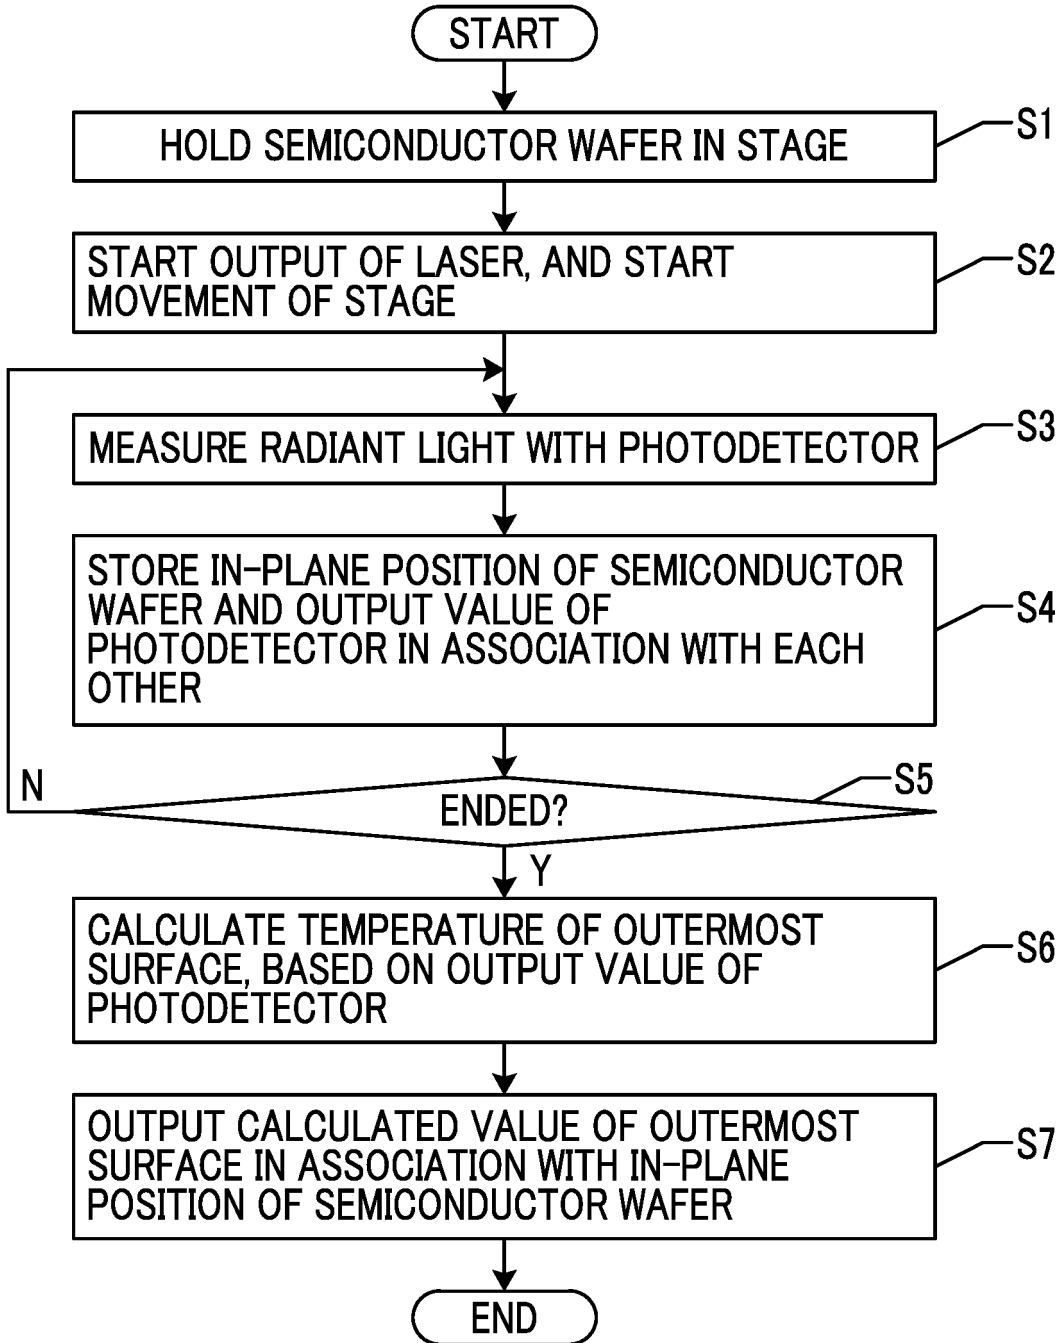 START
HOLD SEMICONDUCTOR WAFER IN STAGE
S1
START OUTPUT OF LASER, AND START
MOVEMENT OF STAGE
S2
MEASURE RADIANT LIGHT WITH PHOTODETECTOR
S3
STORE IN-PLANE POSITION OF SEMICONDUCTOR
WAFER AND OUTPUT VALUE OF
PHOTODETECTOR IN ASSOCIATION WITH EACH
OTHER
S4
N
ENDED?
S5
Y
CALCULATE TEMPERATURE OF OUTERMOST
SURFACE, BASED ON OUTPUT VALUE OF
PHOTODETECTOR
S6
OUTPUT CALCULATED VALUE OF OUTERMOST
SURFACE IN ASSOCIATION WITH IN-PLANE
POSITION OF SEMICONDUCTOR WAFER
S7
END